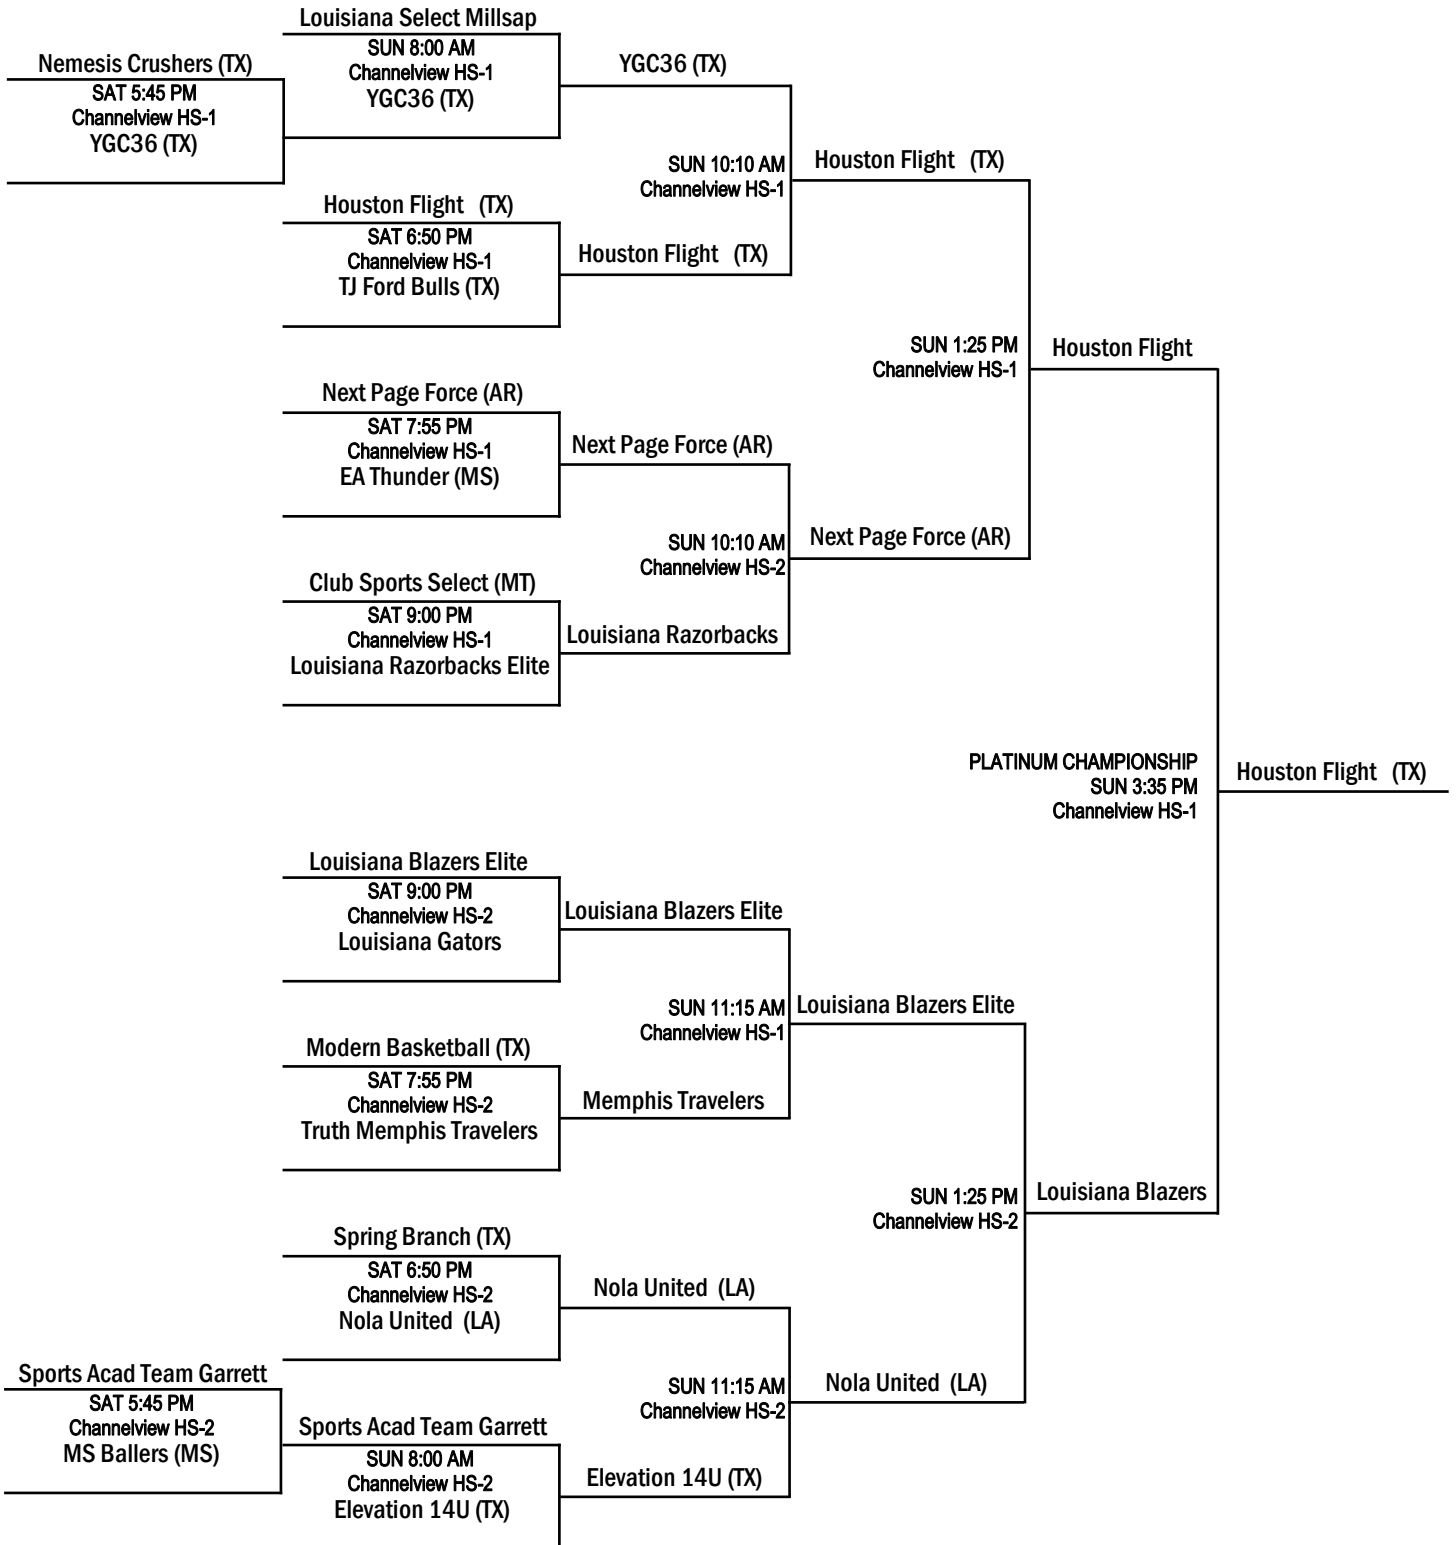 Louisiana Select Millsap
SUN 8:00 AM
Channelview HS-1
YGC36 (TX)
Nemesis Crushers (TX)
SAT 5:45 PM
Channelview HS-1
YGC36 (TX)
YGC36 (TX)
SUN 10:10 AM
Channelview HS-1
Houston Flight (TX)
Houston Flight (TX)
SAT 6:50 PM
Channelview HS-1
TJ Ford Bulls (TX)
Houston Flight (TX)
SUN 1:25 PM
Channelview HS-1
Houston Flight
Next Page Force (AR)
SAT 7:55 PM
Channelview HS-1
EA Thunder (MS)
Next Page Force (AR)
SUN 10:10 AM
Channelview HS-2
Next Page Force (AR)
Club Sports Select (MT)
SAT 9:00 PM
Channelview HS-1
Louisiana Razorbacks Elite
Louisiana Razorbacks
PLATINUM CHAMPIONSHIP
SUN 3:35 PM
Channelview HS-1
Houston Flight (TX)
Louisiana Blazers Elite
SAT 9:00 PM
Channelview HS-2
Louisiana Gators
Louisiana Blazers Elite
SUN 11:15 AM
Channelview HS-1
Louisiana Blazers Elite
Modern Basketball (TX)
SAT 7:55 PM
Channelview HS-2
Truth Memphis Travelers
Memphis Travelers
SUN 1:25 PM
Channelview HS-2
Louisiana Blazers
Spring Branch (TX)
SAT 6:50 PM
Channelview HS-2
Nola United (LA)
Nola United (LA)
SUN 11:15 AM
Channelview HS-2
Nola United (LA)
Sports Acad Team Garrett
SAT 5:45 PM
Channelview HS-2
MS Ballers (MS)
Sports Acad Team Garrett
SUN 8:00 AM
Channelview HS-2
Elevation 14U (TX)
Elevation 14U (TX)